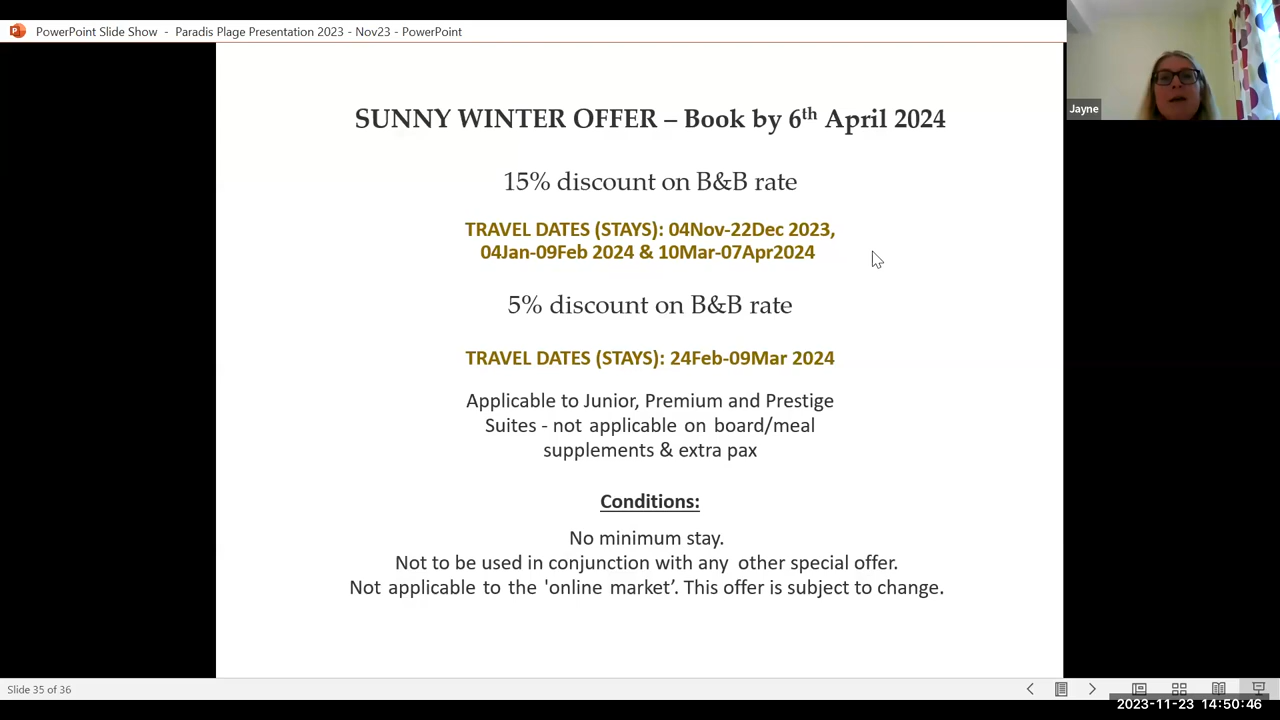 PowerPoint Slide Show - Paradis Plage Presentation 2023 - Nov23 - PowerPoint
Jayne
SUNNY WINTER OFFER – Book by 6th April 2024
15% discount on B&B rate
TRAVEL DATES (STAYS): 04Nov-22Dec 2023,
04Jan-09Feb 2024 & 10Mar-07Apr2024
5% discount on B&B rate
TRAVEL DATES (STAYS): 24Feb-09Mar 2024
Applicable to Junior, Premium and Prestige
Suites - not applicable on board/meal
supplements & extra pax
Conditions:
No minimum stay.
Not to be used in conjunction with any other special offer.
Not applicable to the 'online market’. This offer is subject to change.
Slide 35 of 36
2023-11-23 14:50:46